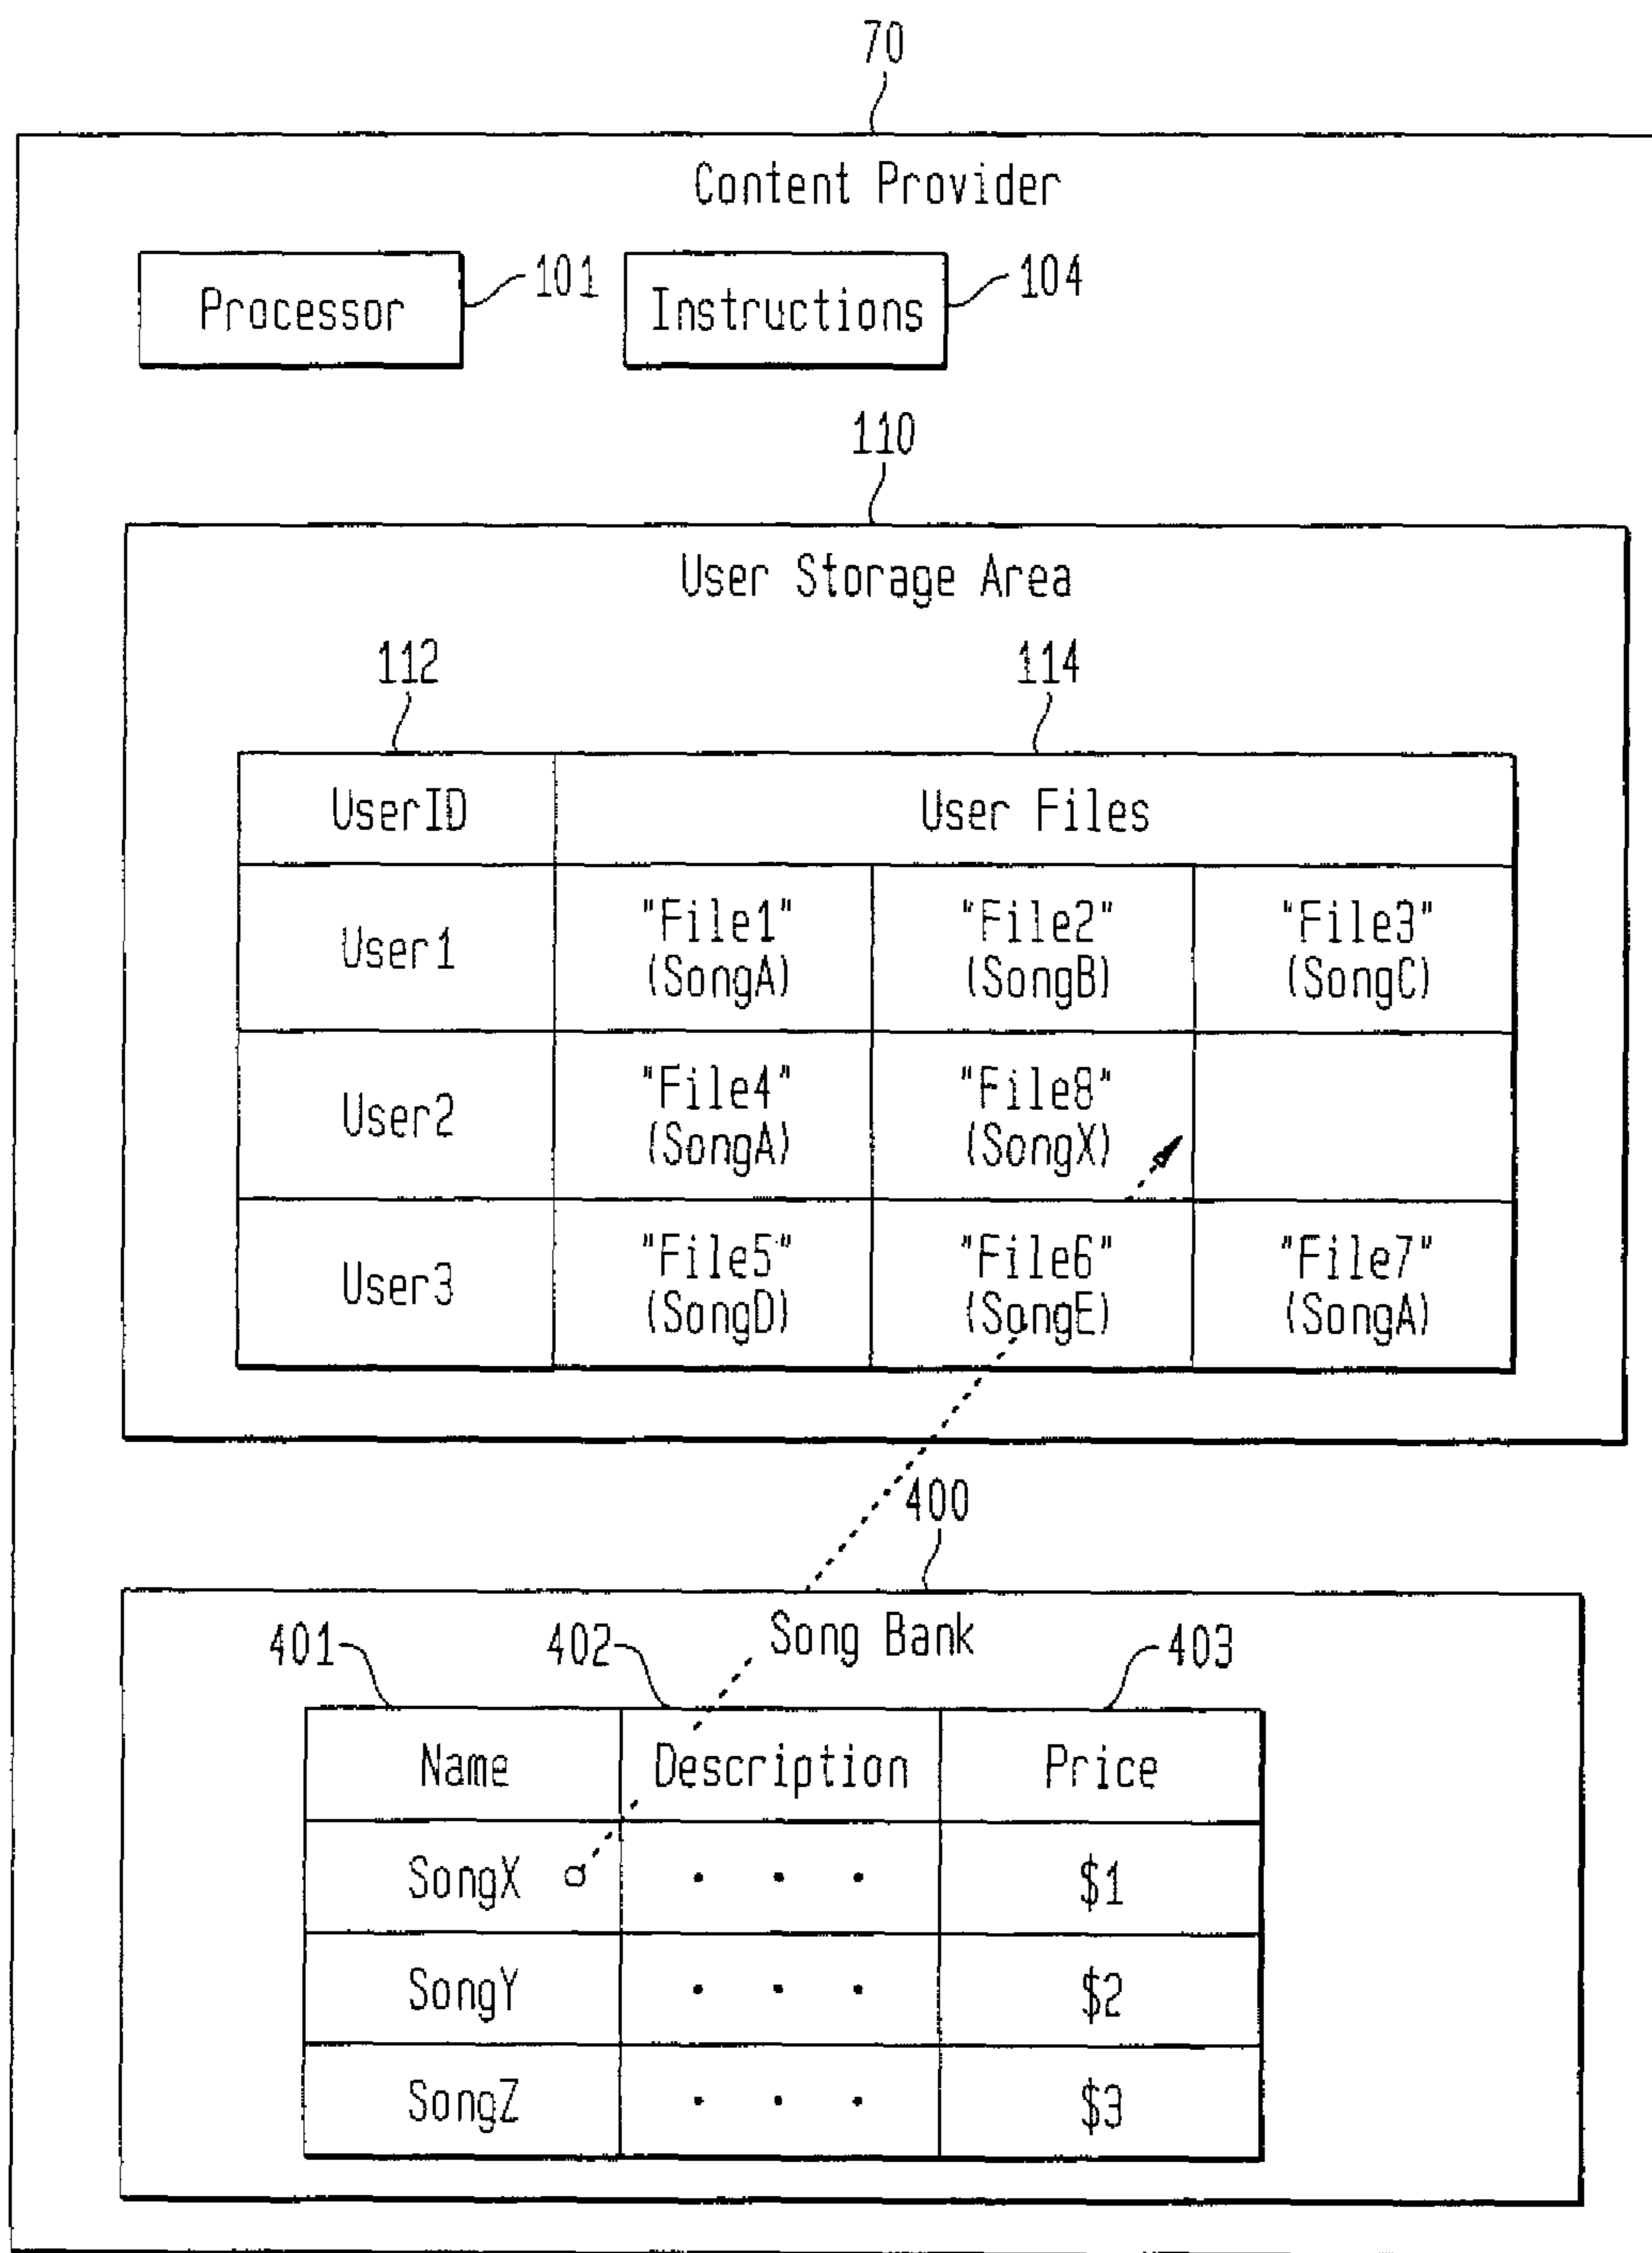 70
Content Provider
Processor
101
Instructions
104
110
User Storage Area
112
114
UserID
User Files
User1
"File1"
(SongA)
"File2"
(SongB)
"File3"
(SongC)
User2
"File4"
(SongA)
"File8"
(SongX)
User3
"File5"
(SongD)
"File6"
(SongE)
"File7"
(SongA)
400
Song Bank
401
402
403
Name
Description
Price
SongX
. . .
$1
SongY
. . .
$2
SongZ
. . .
$3